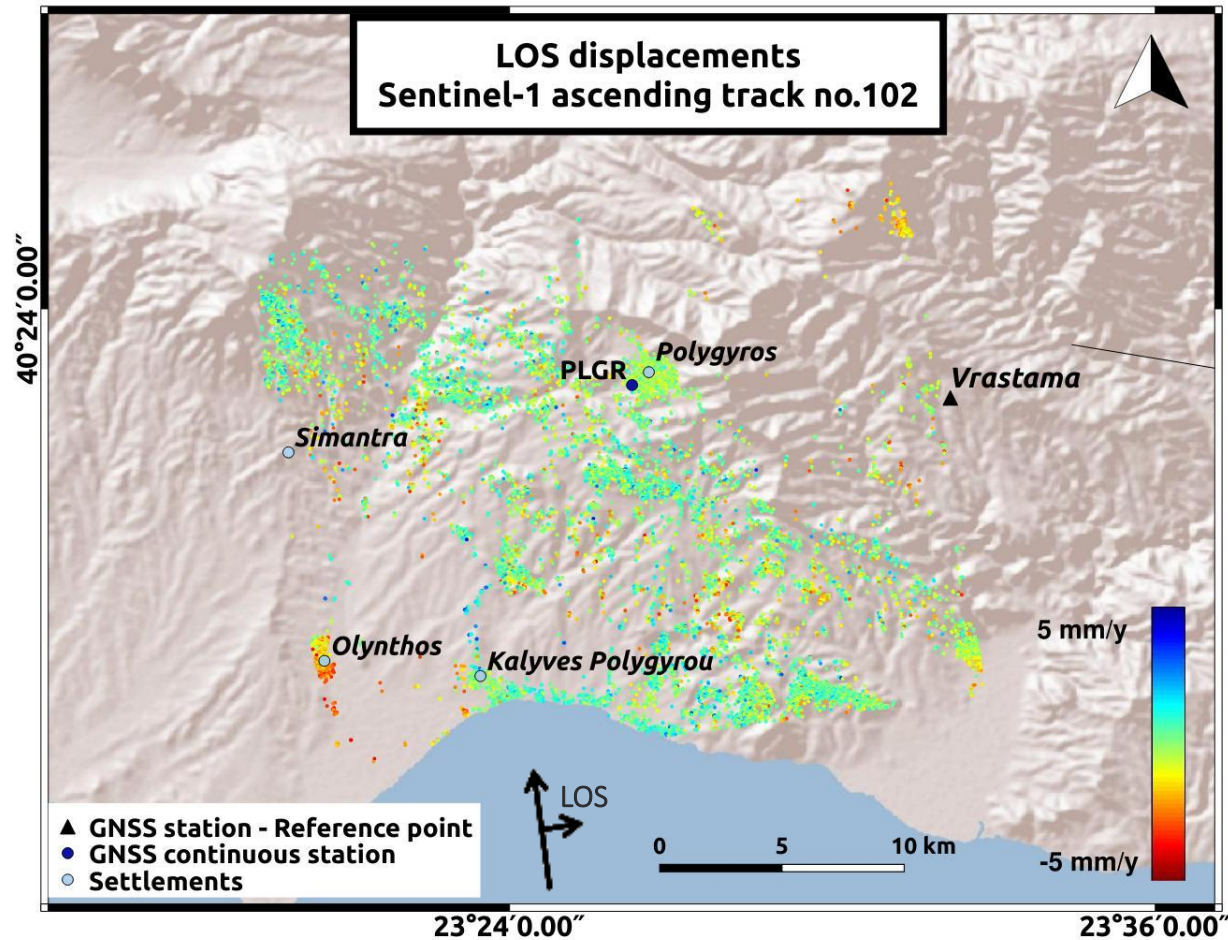 LOS displacements
Sentinel-1 ascending track no.102
40°24′0.00″
Polygyros
PLGR
Vrastama
Simantra
Olynthos
Kalyves Polygyrou
5 mm/y
-5 mm/y
LOS
GNSS station - Reference point
GNSS continuous station
Settlements
0 5 10 km
23°24′0.00″ 23°36′0.00″